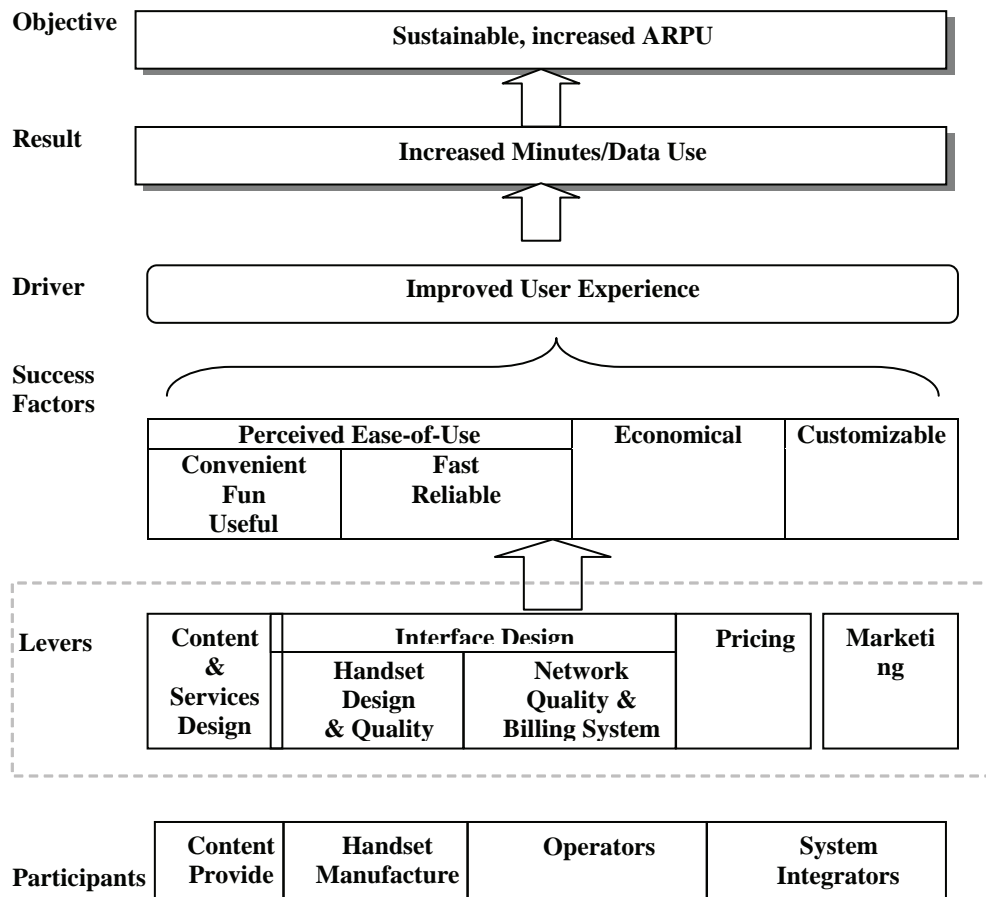 Objective
Sustainable, increased ARPU
Result
Increased Minutes/Data Use
Driver
Improved User Experience
Success
Factors
Perceived Ease-of-Use
Economical
Customizable
Convenient
Fun
Useful
Fast
Reliable
Levers
Content
&
Services
Design
Interface Design
Handset
Design
& Quality
Network
Quality &
Billing System
Pricing
Marketi
ng
Participants
Content
Provide
Handset
Manufacture
Operators
System
Integrators